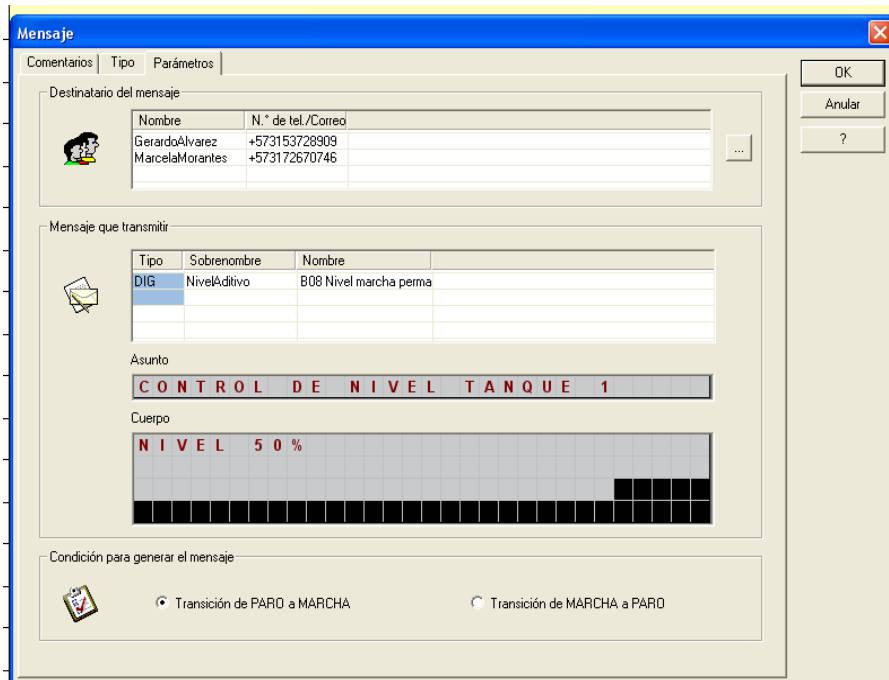 Mensaje
Comentarios Tipo Parámetros
OK
Anular
?
Destinatario del mensaje
Nombre N.° de tel./Correo
GerardoAlvarez +573153728909
MarcelaMorantes +573172670746
...
Mensaje que transmitir
Tipo Sobrenombre Nombre
DIG NivelAditivo B08 Nivel marcha perma
Asunto
CONTROL DE NIVEL TANQUE 1
Cuerpo
NIVEL 50%
Condición para generar el mensaje
Transición de PARO a MARCHA Transición de MARCHA a PARO